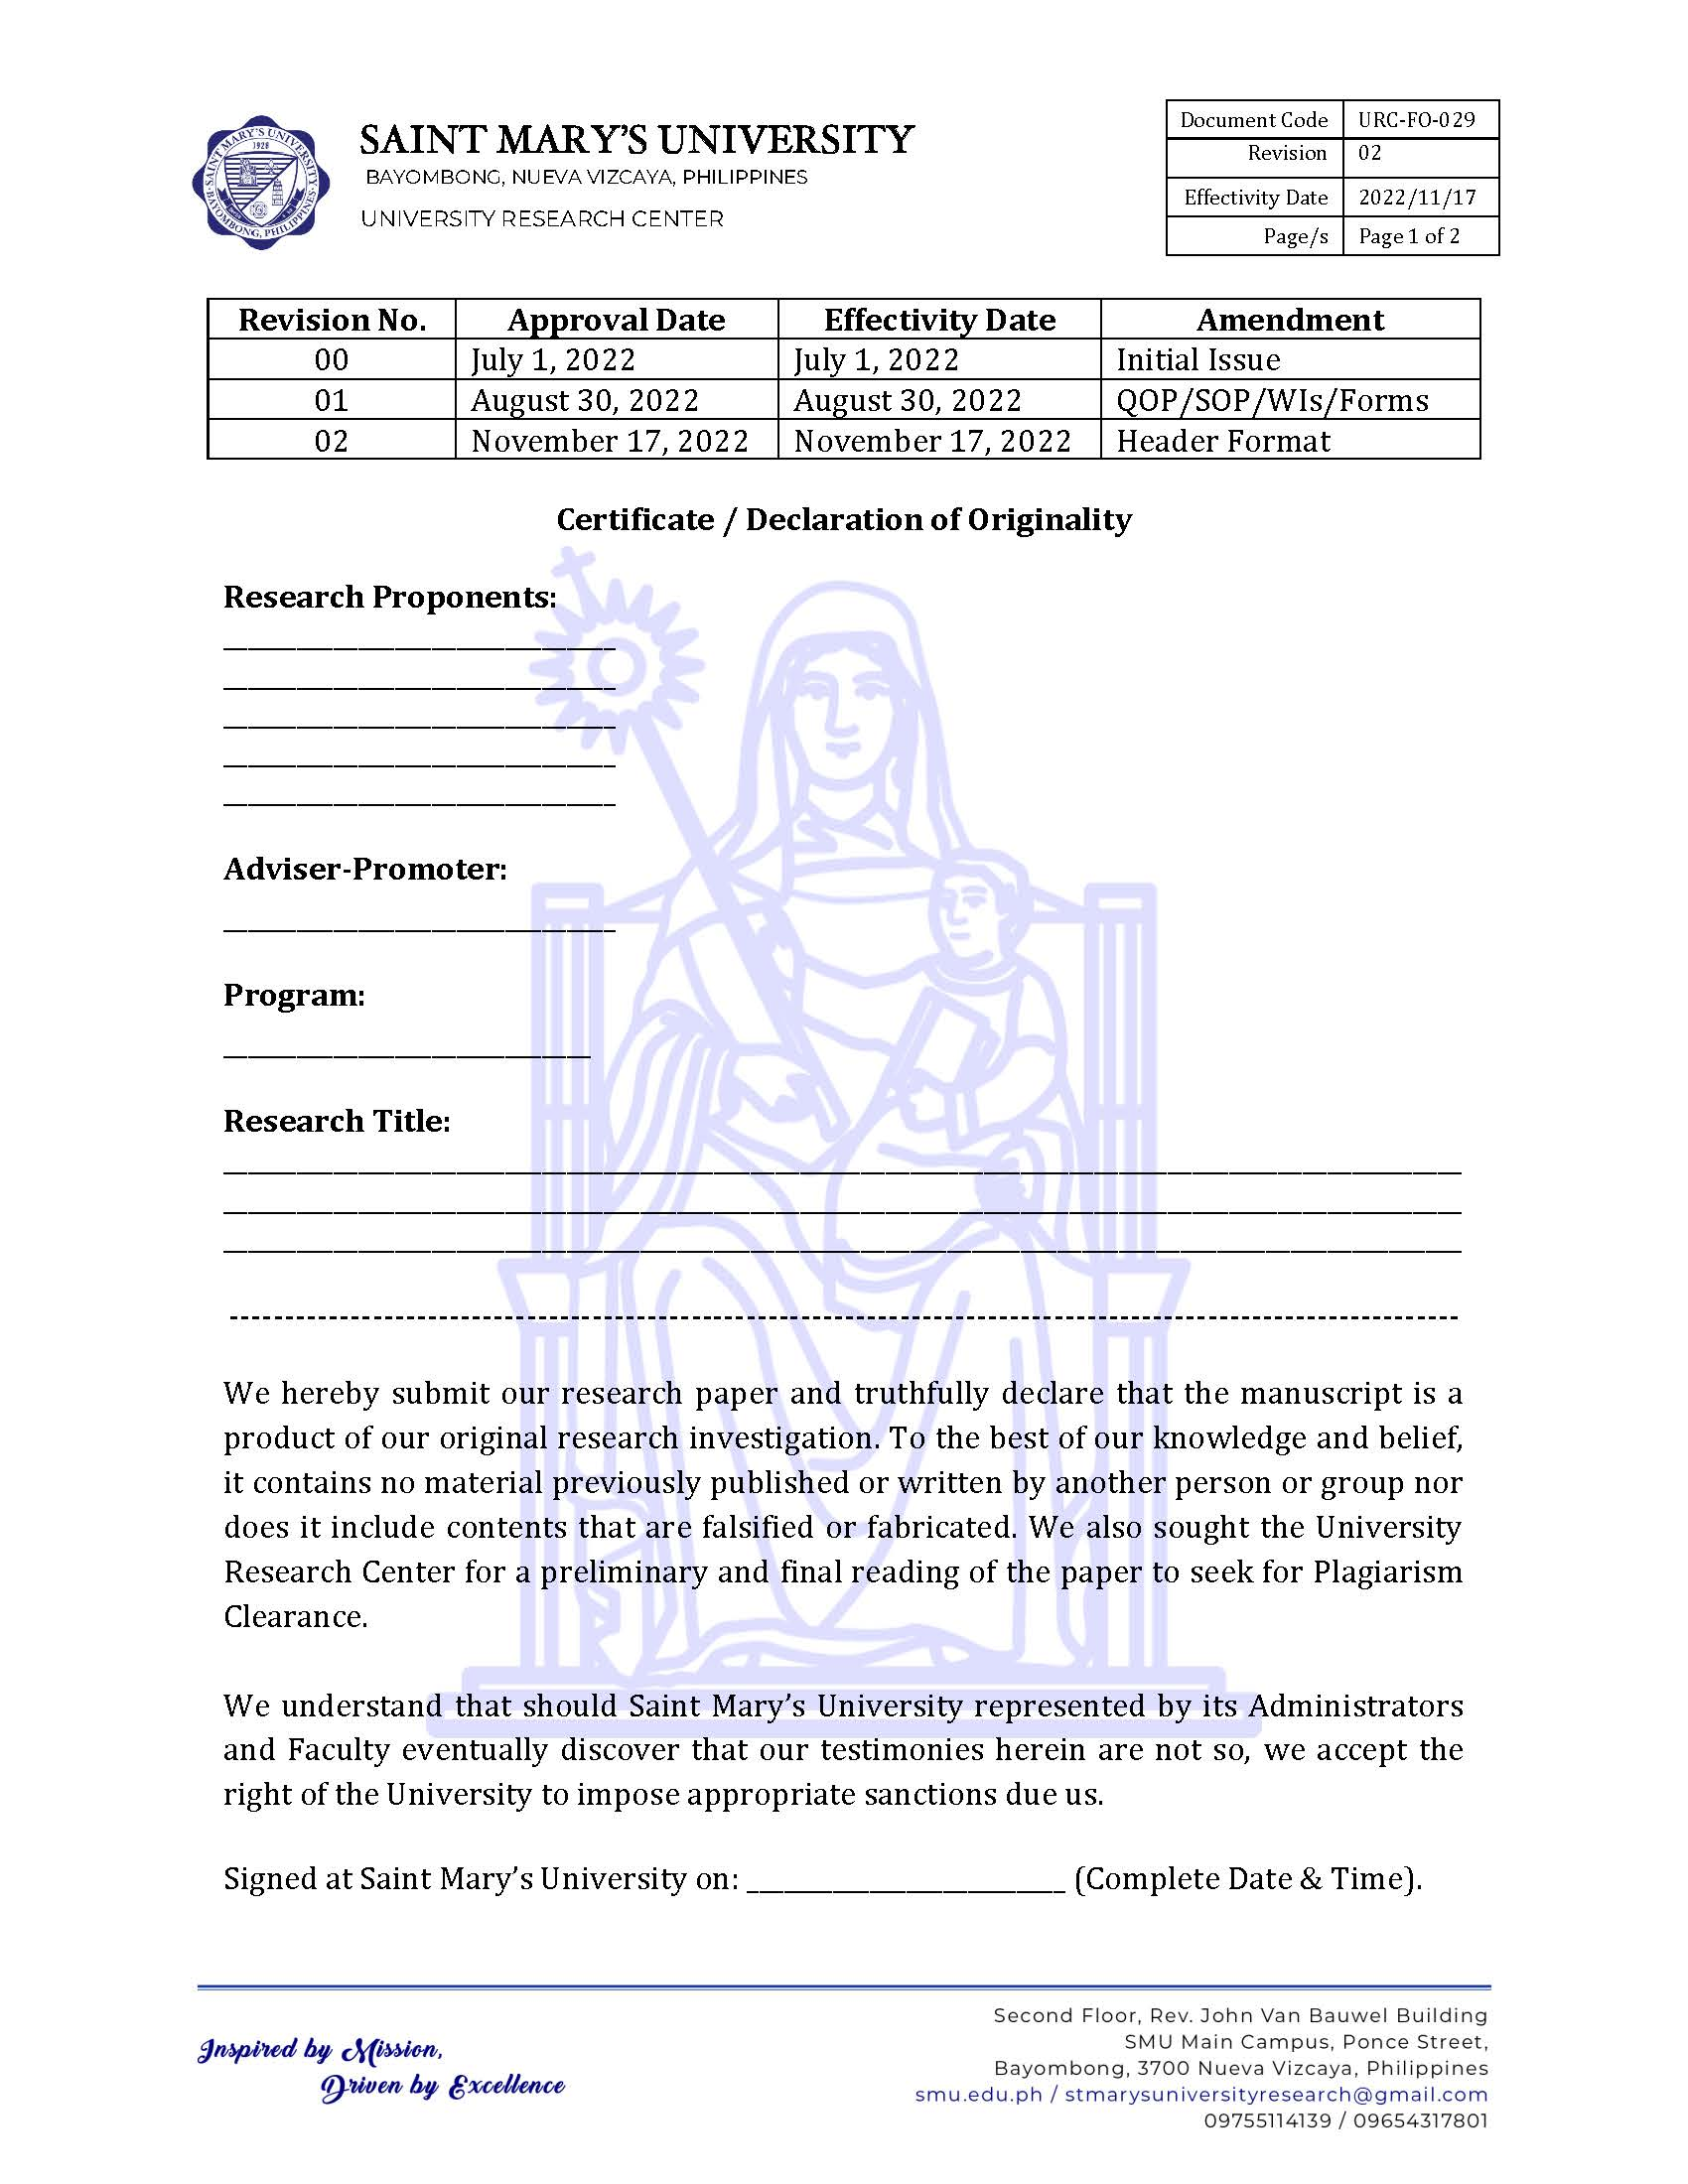 SAINT MARY'S UNIVERSITY
1928
BAYOMBONG, PHILIPPINES
SAINT MARY’S UNIVERSITY
BAYOMBONG, NUEVA VIZCAYA, PHILIPPINES
UNIVERSITY RESEARCH CENTER
Document Code URC-FO-029
Revision 02
Effectivity Date 2022/11/17
Page/s Page 1 of 2
Revision No. Approval Date Effectivity Date Amendment
00 July 1, 2022 July 1, 2022 Initial Issue
01 August 30, 2022 August 30, 2022 QOP/SOP/WIs/Forms
02 November 17, 2022 November 17, 2022 Header Format
Certificate / Declaration of Originality
Research Proponents:
Adviser-Promoter:
Program:
Research Title:
We hereby submit our research paper and truthfully declare that the manuscript is a
product of our original research investigation. To the best of our knowledge and belief,
it contains no material previously published or written by another person or group nor
does it include contents that are falsified or fabricated. We also sought the University
Research Center for a preliminary and final reading of the paper to seek for Plagiarism
Clearance.
We understand that should Saint Mary’s University represented by its Administrators
and Faculty eventually discover that our testimonies herein are not so, we accept the
right of the University to impose appropriate sanctions due us.
Signed at Saint Mary’s University on: __________________________ (Complete Date & Time).
Inspired by Mission,
Driven by Excellence
Second Floor, Rev. John Van Bauwel Building
SMU Main Campus, Ponce Street,
Bayombong, 3700 Nueva Vizcaya, Philippines
smu.edu.ph / stmarysuniversityresearch@gmail.com
09755114139 / 09654317801